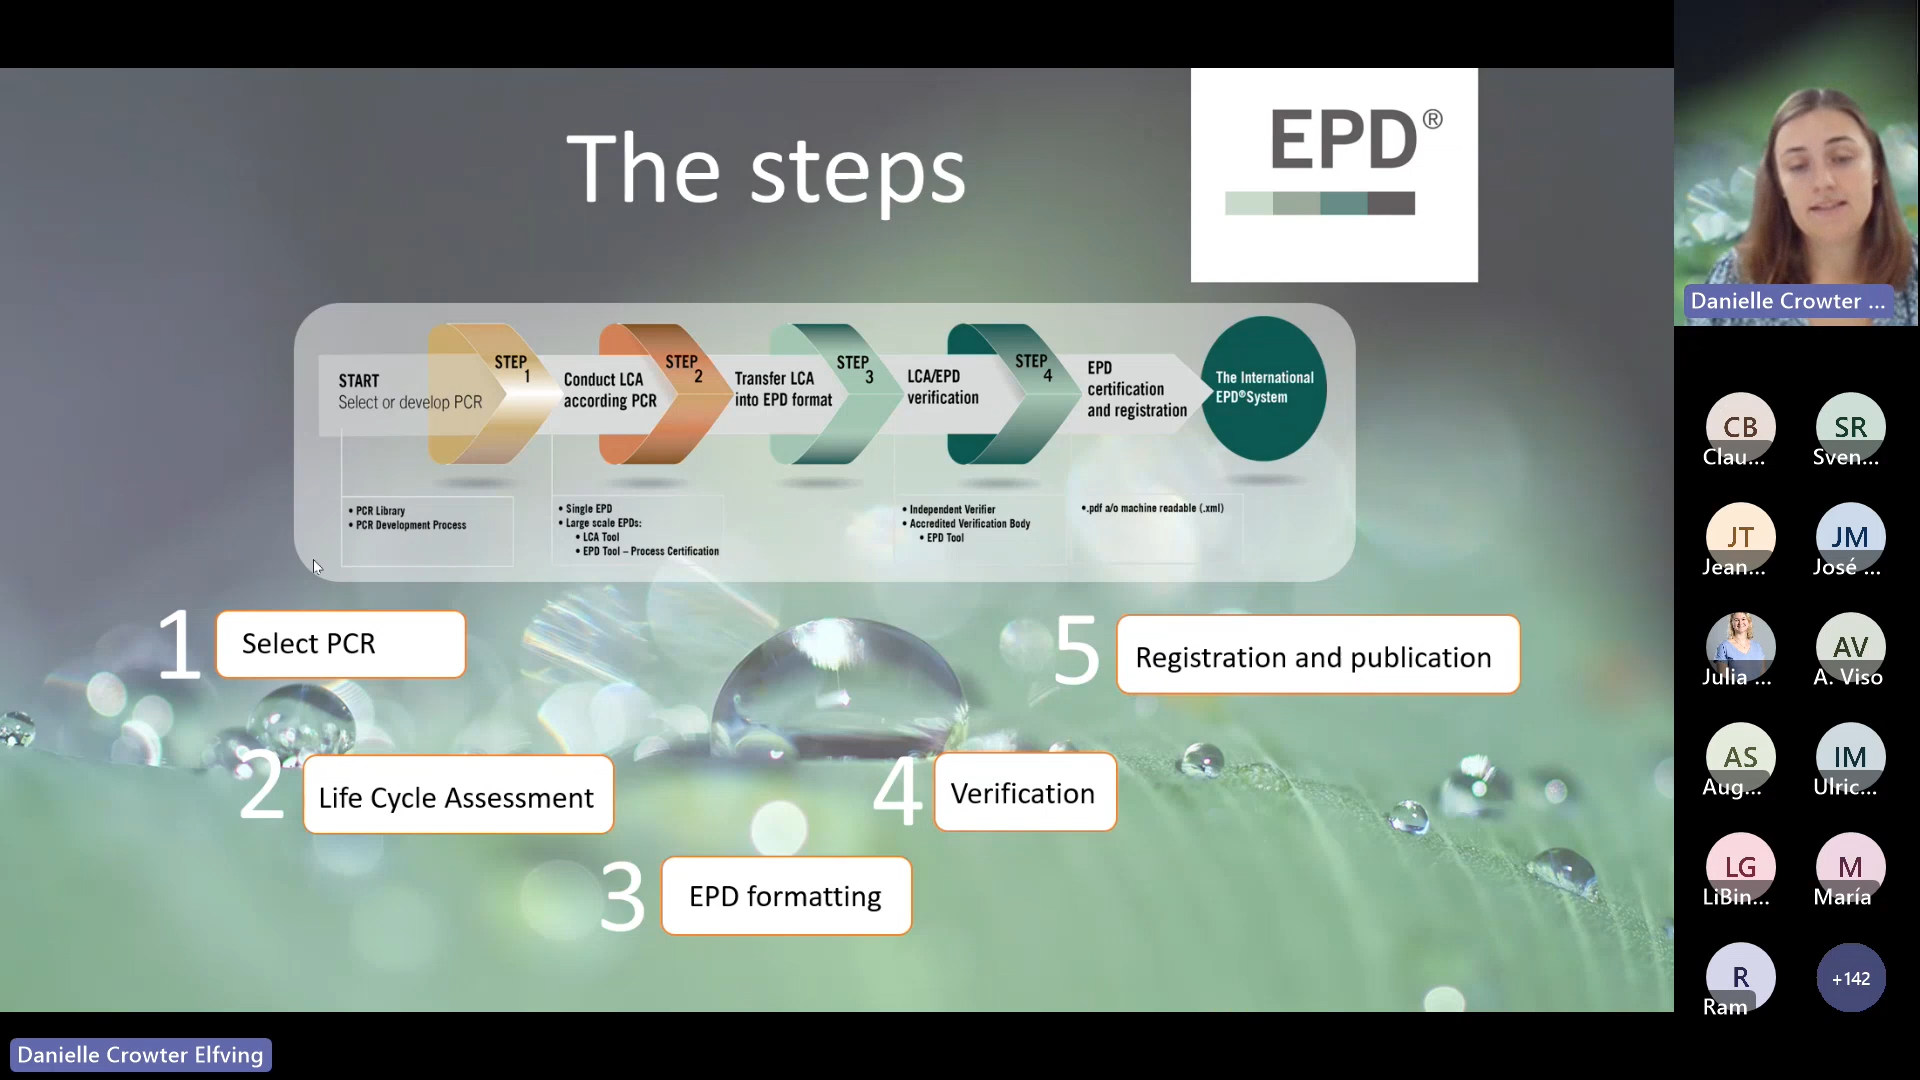 The steps
EPD®
START
Select or develop PCR
STEP
1
Conduct LCA
according PCR
STEP
2
Transfer LCA
into EPD format
STEP
3
LCA/EPD
verification
STEP
4
EPD
certification
and registration
The International
EPD®System
• PCR Library
• PCR Development Process
• Single EPD
• Large scale EPDs:
• LCA Tool
• EPD Tool – Process Certification
• Independent Verifier
• Accredited Verification Body
• EPD Tool
•.pdf a/o machine readable (.xml)
1
Select PCR
2
Life Cycle Assessment
3
EPD formatting
4
Verification
5
Registration and publication
Danielle Crowter ...
CB
Clau...
SR
Sven...
JT
Jean...
JM
José ...
Julia ...
AV
A. Viso
AS
Aug...
IM
Ulric...
LG
LiBin...
M
María
R
Ram
+142
Danielle Crowter Elfving